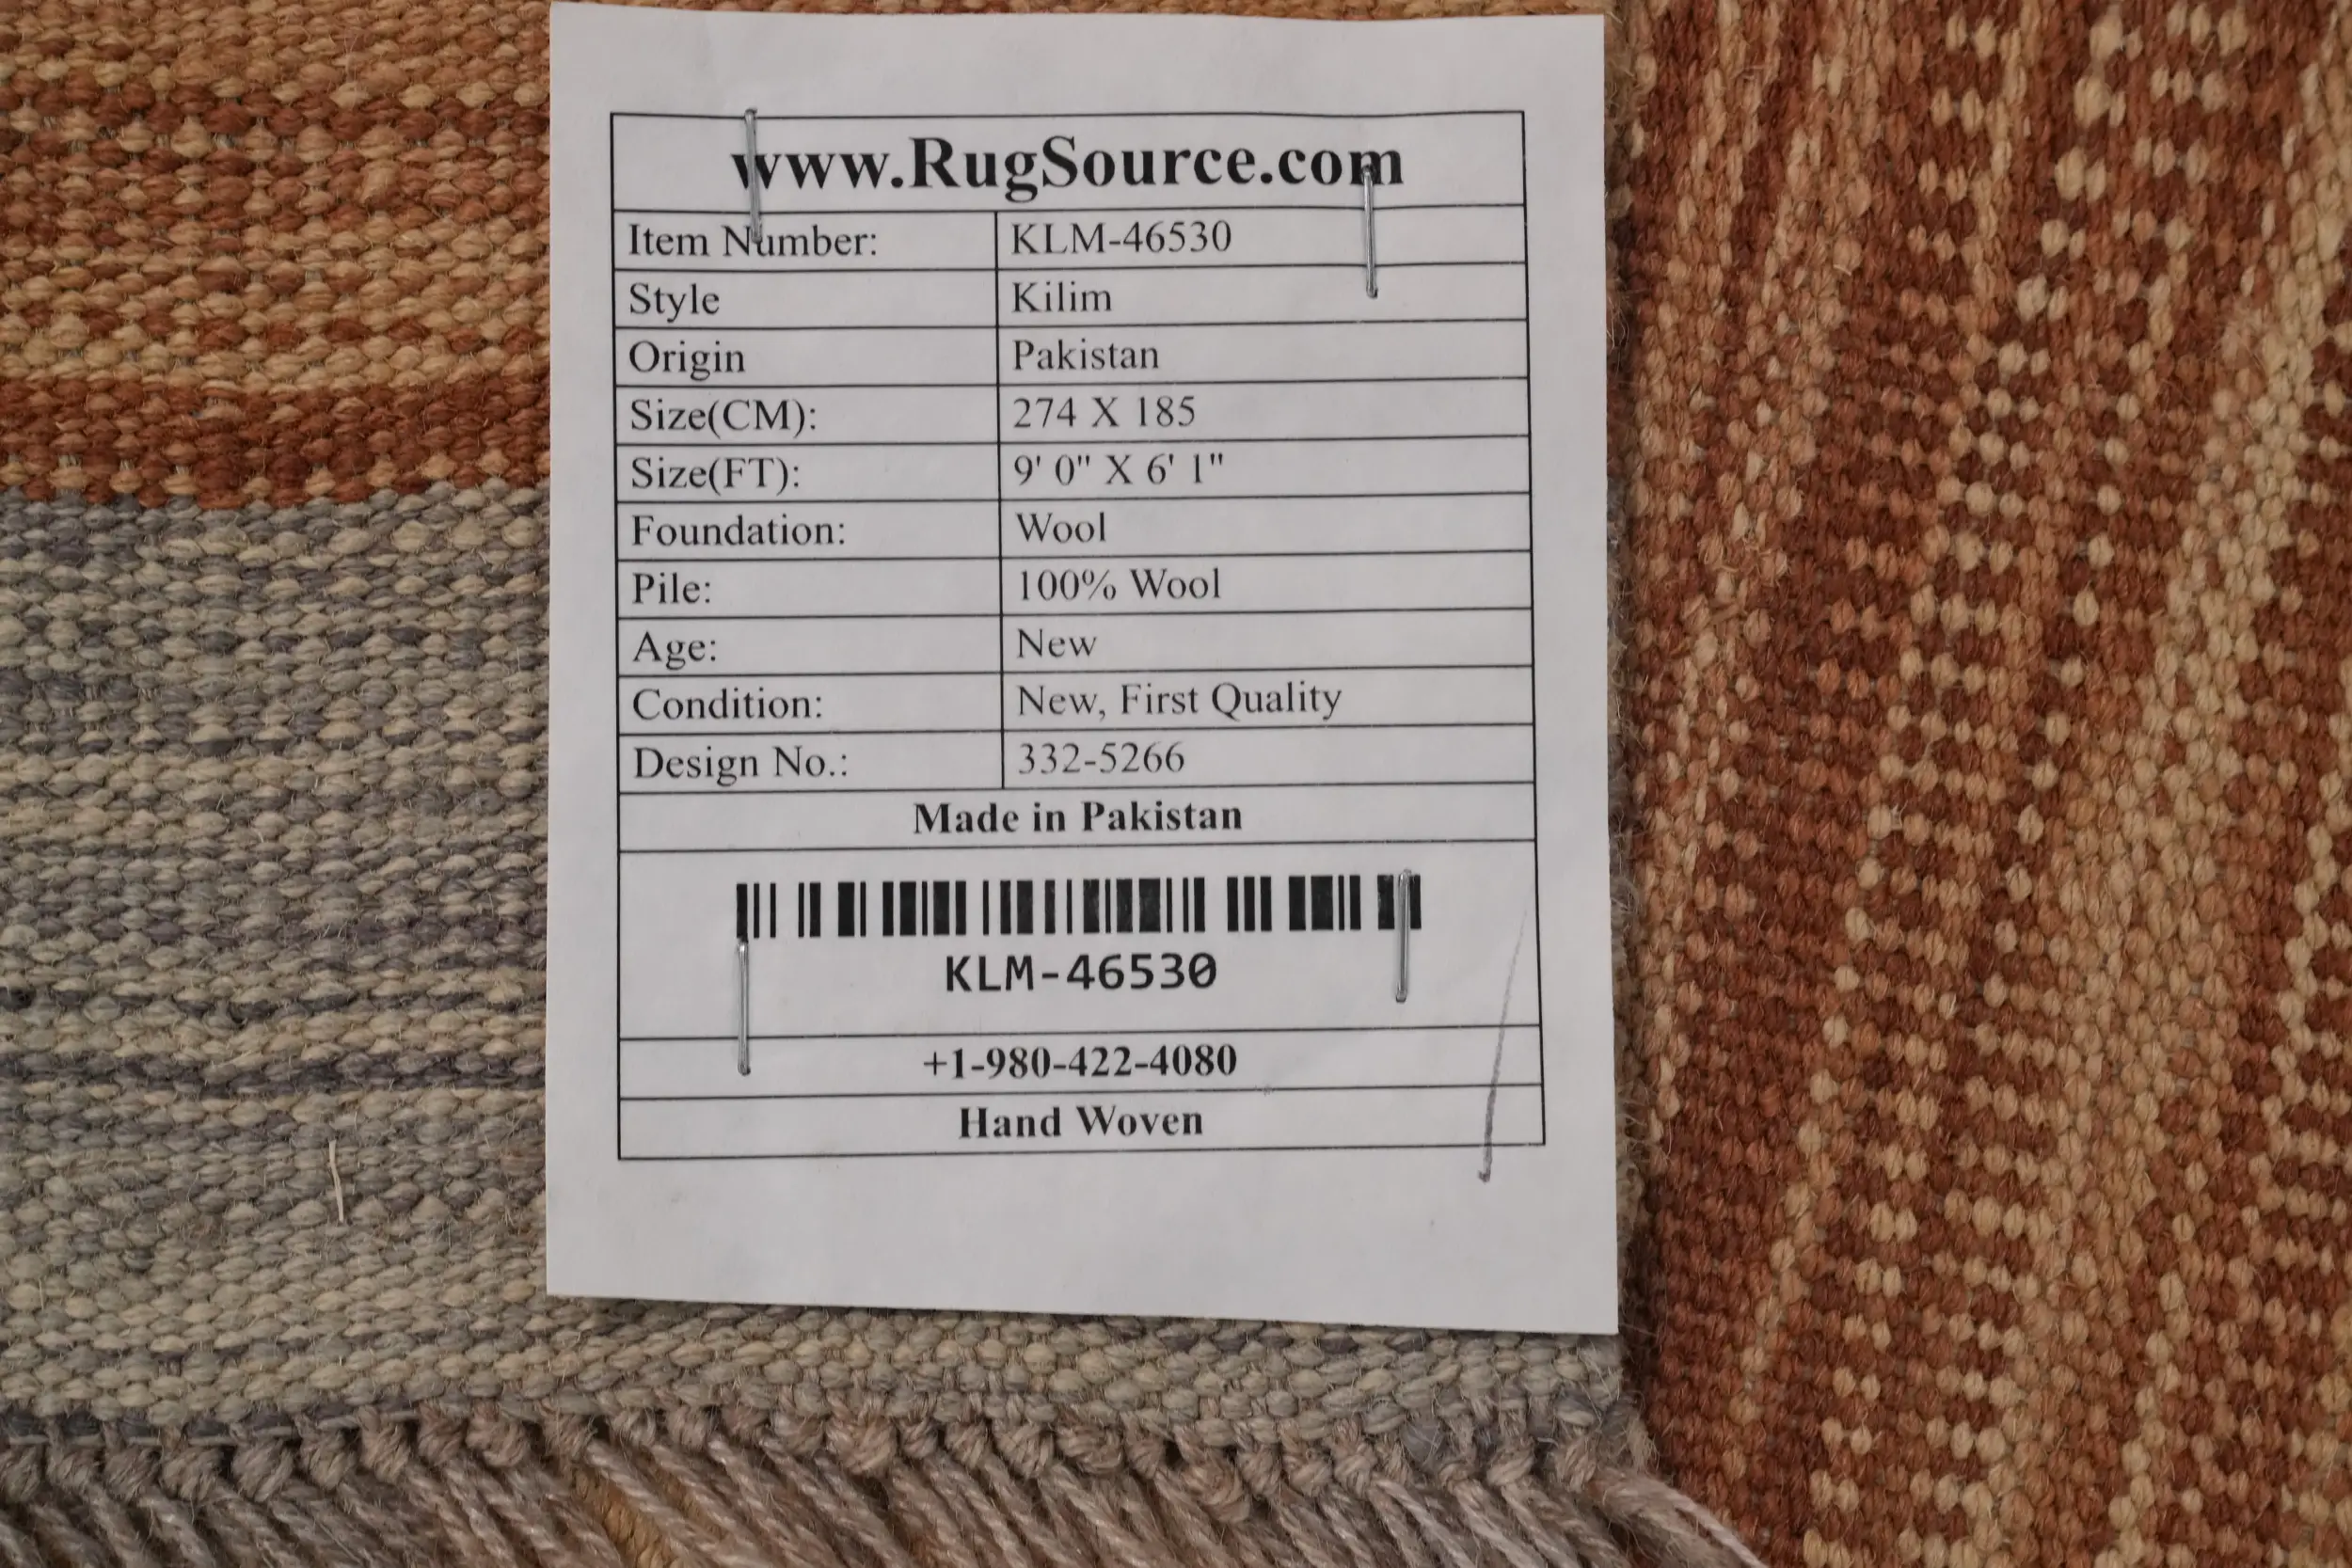 www.RugSource.com
Item Number: KLM-46530
Style Kilim
Origin Pakistan
Size(CM): 274 X 185
Size(FT): 9' 0" X 6' 1"
Foundation: Wool
Pile: 100% Wool
Age: New
Condition: New, First Quality
Design No.: 332-5266
Made in Pakistan
KLM-46530
+1-980-422-4080
Hand Woven